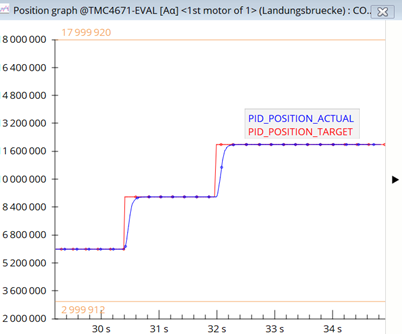 Position graph @TMC4671-EVAL [Aα] <1st motor of 1> (Landungsbruecke) : CO..
17 999 920
8 000 000
6 400 000
4 800 000
3 200 000
1 600 000
0 000 000
8 400 000
6 800 000
5 200 000
3 600 000
2 000 000
PID_POSITION_ACTUAL
PID_POSITION_TARGET
2 999 912
30 s 31 s 32 s 33 s 34 s